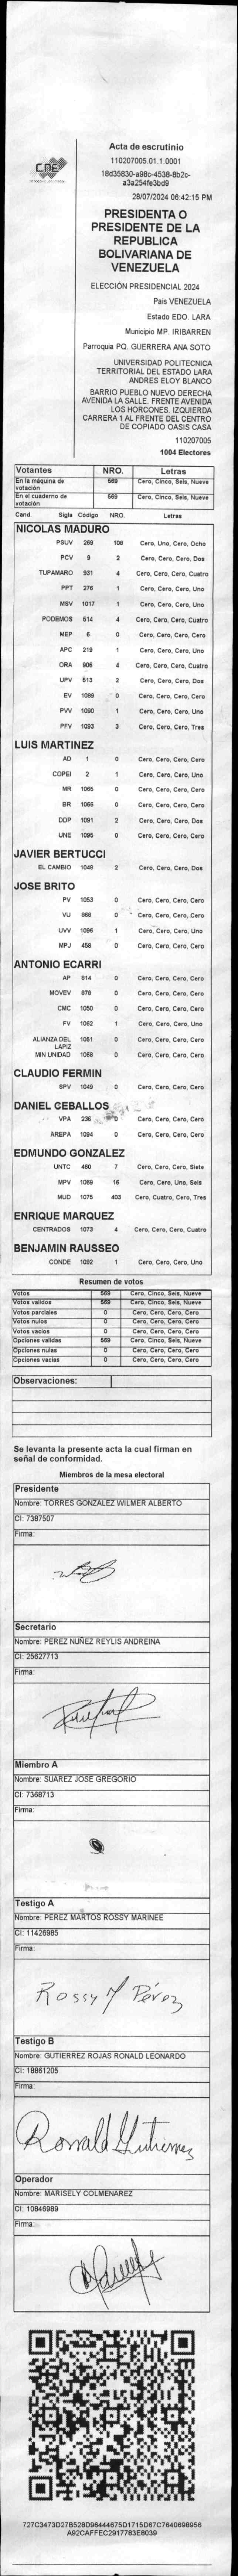 CNE
Acta de escrutinio
110207005.01.1.0001
18d35830-a98c-4538-8b2c-
a3a254fe3bd9
28/07/2024 06:42:15 PM
PRESIDENTA O
PRESIDENTE DE LA
REPUBLICA
BOLIVARIANA DE
VENEZUELA
ELECCIÓN PRESIDENCIAL 2024
País VENEZUELA
Estado EDO. LARA
Municipio MP. IRIBARREN
Parroquia PQ. GUERRERA ANA SOTO
UNIVERSIDAD POLITECNICA
TERRITORIAL DEL ESTADO LARA
ANDRES ELOY BLANCO
BARRIO PUEBLO NUEVO DERECHA
AVENIDA LA SALLE. FRENTE AVENIDA
LOS HORCONES. IZQUIERDA
CARRERA 1 AL FRENTE DEL CENTRO
DE COPIADO OASIS CASA
110207005
1004 Electores
Votantes NRO. Letras
En la máquina de votación 569 Cero, Cinco, Seis, Nueve
En el cuaderno de votación 569 Cero, Cinco, Seis, Nueve
Cand. Sigla Código NRO. Letras
NICOLAS MADURO
PSUV 269 108 Cero, Uno, Cero, Ocho
PCV 9 2 Cero, Cero, Cero, Dos
TUPAMARO 931 4 Cero, Cero, Cero, Cuatro
PPT 276 1 Cero, Cero, Cero, Uno
MSV 1017 1 Cero, Cero, Cero, Uno
PODEMOS 514 4 Cero, Cero, Cero, Cuatro
MEP 6 0 Cero, Cero, Cero, Cero
APC 219 1 Cero, Cero, Cero, Uno
ORA 906 4 Cero, Cero, Cero, Cuatro
UPV 513 2 Cero, Cero, Cero, Dos
EV 1089 0 Cero, Cero, Cero, Cero
PVV 1090 1 Cero, Cero, Cero, Uno
PFV 1093 3 Cero, Cero, Cero, Tres
LUIS MARTINEZ
AD 1 0 Cero, Cero, Cero, Cero
COPEI 2 1 Cero, Cero, Cero, Uno
MR 1065 0 Cero, Cero, Cero, Cero
BR 1066 0 Cero, Cero, Cero, Cero
DDP 1091 2 Cero, Cero, Cero, Dos
UNE 1095 0 Cero, Cero, Cero, Cero
JAVIER BERTUCCI
EL CAMBIO 1048 2 Cero, Cero, Cero, Dos
JOSE BRITO
PV 1053 0 Cero, Cero, Cero, Cero
VU 868 0 Cero, Cero, Cero, Cero
UVV 1096 1 Cero, Cero, Cero, Uno
MPJ 458 0 Cero, Cero, Cero, Cero
ANTONIO ECARRI
AP 814 0 Cero, Cero, Cero, Cero
MOVEV 878 0 Cero, Cero, Cero, Cero
CMC 1050 0 Cero, Cero, Cero, Cero
FV 1062 1 Cero, Cero, Cero, Uno
ALIANZA DEL LAPIZ 1051 0 Cero, Cero, Cero, Cero
MIN UNIDAD 1068 0 Cero, Cero, Cero, Cero
CLAUDIO FERMIN
SPV 1049 0 Cero, Cero, Cero, Cero
DANIEL CEBALLOS
VPA 236 0 Cero, Cero, Cero, Cero
AREPA 1094 0 Cero, Cero, Cero, Cero
EDMUNDO GONZALEZ
UNTC 460 7 Cero, Cero, Cero, Siete
MPV 1069 16 Cero, Cero, Uno, Seis
MUD 1075 403 Cero, Cuatro, Cero, Tres
ENRIQUE MARQUEZ
CENTRADOS 1073 4 Cero, Cero, Cero, Cuatro
BENJAMIN RAUSSEO
CONDE 1092 1 Cero, Cero, Cero, Uno
Resumen de votos
Votos 569 Cero, Cinco, Seis, Nueve
Votos validos 569 Cero, Cinco, Seis, Nueve
Votos parciales 0 Cero, Cero, Cero, Cero
Votos nulos 0 Cero, Cero, Cero, Cero
Votos vacios 0 Cero, Cero, Cero, Cero
Opciones validas 569 Cero, Cinco, Seis, Nueve
Opciones nulas 0 Cero, Cero, Cero, Cero
Opciones vacias 0 Cero, Cero, Cero, Cero
Observaciones:
Se levanta la presente acta la cual firman en
señal de conformidad.
Miembros de la mesa electoral
Presidente
Nombre: TORRES GONZALEZ WILMER ALBERTO
CI: 7387507
Firma:
Secretario
Nombre: PEREZ NUÑEZ REYLIS ANDREINA
CI: 25627713
Firma:
Miembro A
Nombre: SUAREZ JOSE GREGORIO
CI: 7368713
Firma:
Testigo A
Nombre: PEREZ MARTOS ROSSY MARINEE
CI: 11426985
Firma:
Rossy M Pérez
Testigo B
Nombre: GUTIERREZ ROJAS RONALD LEONARDO
CI: 18861205
Firma:
Ronald Gutierrez
Operador
Nombre: MARISELY COLMENAREZ
CI: 10846989
Firma:
727C3473D27B528D96444675D1715D67C7640698956
A92CAFFEC2917783E8039